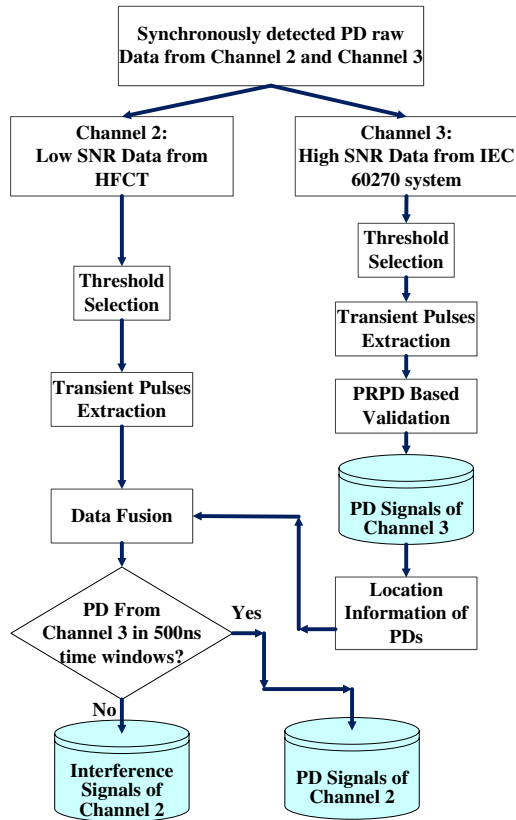 Synchronously detected PD raw
Data from Channel 2 and Channel 3
Channel 2:
Low SNR Data from
HFCT
Channel 3:
High SNR Data from IEC
60270 system
Threshold
Selection
Threshold
Selection
Transient Pulses
Extraction
Transient Pulses
Extraction
PRPD Based
Validation
PD Signals of
Channel 3
Data Fusion
Location
Information of
PDs
PD From
Channel 3 in 500ns
time windows?
Yes
No
Interference
Signals of
Channel 2
PD Signals of
Channel 2